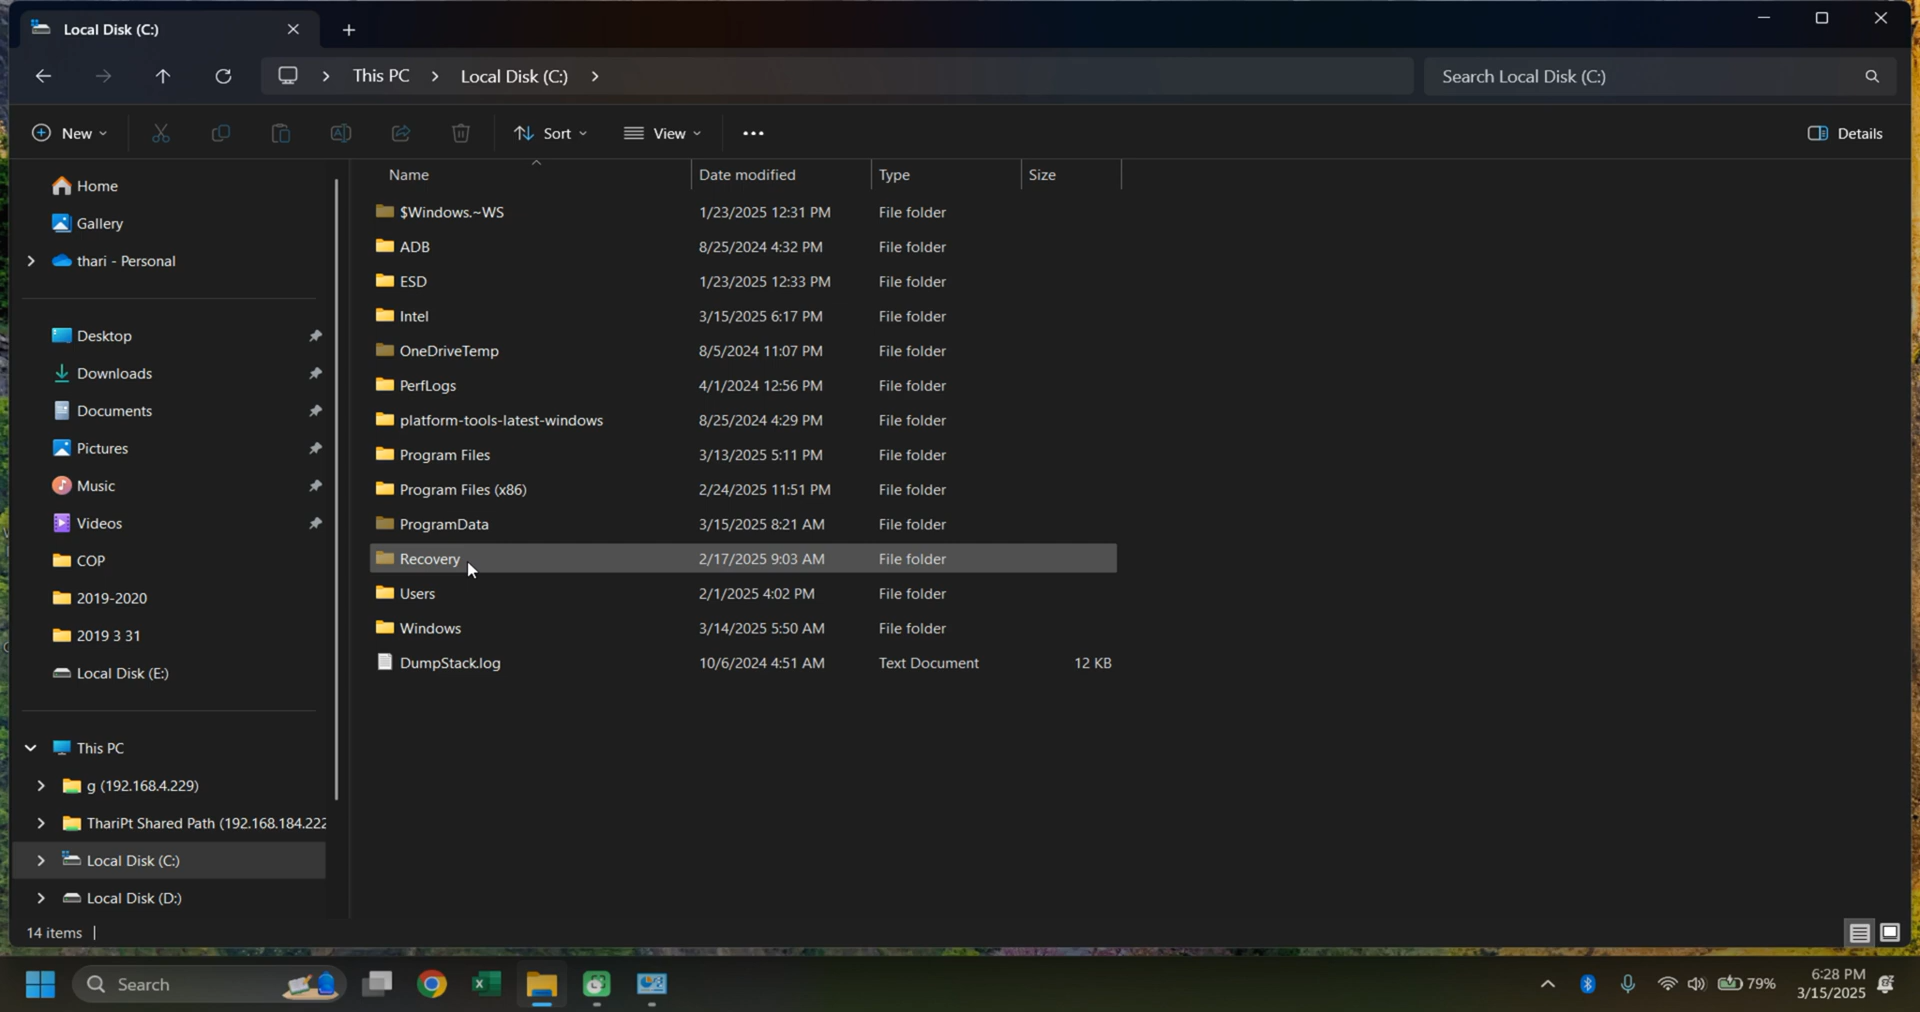 Local Disk (C:)
This PC > Local Disk (C:) >
Search Local Disk (C:)
New
Sort
View
Details
Name Date modified Type Size
Home
Gallery
thari - Personal
Desktop
Downloads
Documents
Pictures
Music
Videos
COP
2019-2020
2019 3 31
Local Disk (E:)
This PC
g (192.168.4.229)
ThariPt Shared Path (192.168.184.222
Local Disk (C:)
Local Disk (D:)
$Windows.~WS 1/23/2025 12:31 PM File folder
ADB 8/25/2024 4:32 PM File folder
ESD 1/23/2025 12:33 PM File folder
Intel 3/15/2025 6:17 PM File folder
OneDriveTemp 8/5/2024 11:07 PM File folder
PerfLogs 4/1/2024 12:56 PM File folder
platform-tools-latest-windows 8/25/2024 4:29 PM File folder
Program Files 3/13/2025 5:11 PM File folder
Program Files (x86) 2/24/2025 11:51 PM File folder
ProgramData 3/15/2025 8:21 AM File folder
Recovery 2/17/2025 9:03 AM File folder
Users 2/1/2025 4:02 PM File folder
Windows 3/14/2025 5:50 AM File folder
DumpStack.log 10/6/2024 4:51 AM Text Document 12 KB
14 items
Search
79%
6:28 PM
3/15/2025